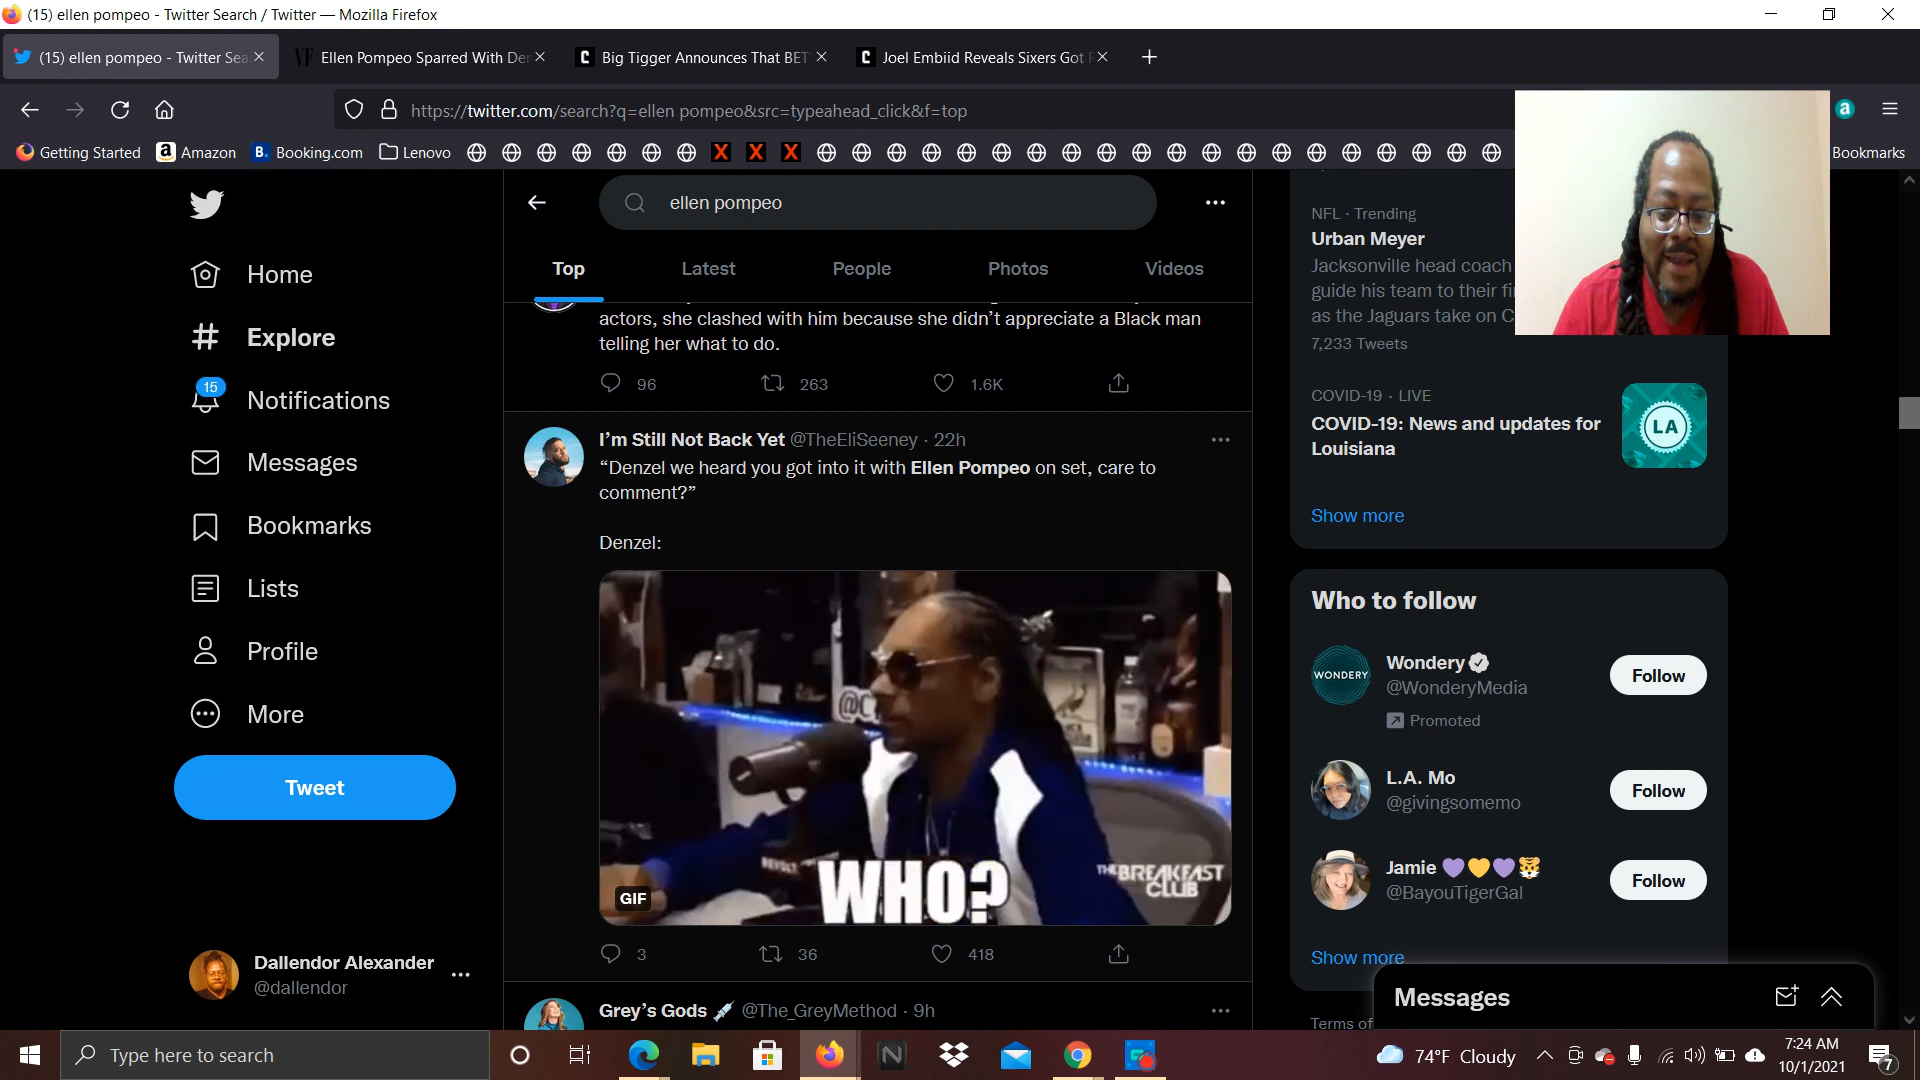 (15) ellen pompeo - Twitter Search / Twitter — Mozilla Firefox
(15) ellen pompeo - Twitter Sea
Ellen Pompeo Sparred With Den
Big Tigger Announces That BET
Joel Embiid Reveals Sixers Got
https://twitter.com/search?q=ellen pompeo&src=typeahead_click&f=top
Getting Started
Amazon
Booking.com
Lenovo
Bookmarks
Home
Explore
15
Notifications
Messages
Bookmarks
Lists
Profile
More
Tweet
Dallendor Alexander
@dallendor
ellen pompeo
Top
Latest
People
Photos
Videos
actors, she clashed with him because she didn’t appreciate a Black man
telling her what to do.
96
263
1.6K
I’m Still Not Back Yet @TheEliSeeney · 22h
“Denzel we heard you got into it with Ellen Pompeo on set, care to
comment?”
Denzel:
REVOLT
WHO?
THE BREAKFAST
CLUB
GIF
3
36
418
Grey’s Gods 💉 @The_GreyMethod · 9h
NFL · Trending
Urban Meyer
Jacksonville head coach
guide his team to their
as the Jaguars take on C
7,233 Tweets
COVID-19 · LIVE
COVID-19: News and updates for
Louisiana
LA
Show more
Who to follow
WONDERY
Wondery
@WonderyMedia
Promoted
Follow
L.A. Mo
@givingsomemo
Follow
Jamie 💜💛💜🐯
@BayouTigerGal
Follow
Show more
Terms of
Messages
Type here to search
74°F Cloudy
7:24 AM
10/1/2021
7